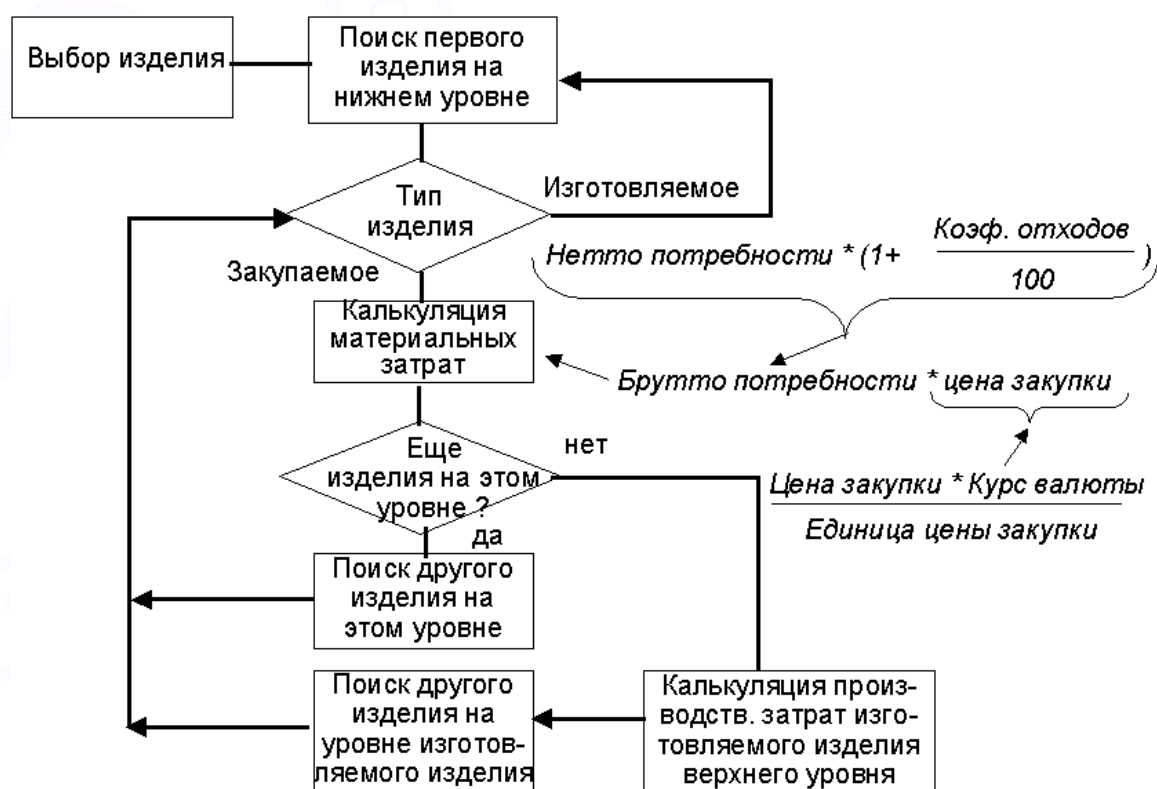 Выбор изделия
Поиск первого
изделия на
нижнем уровне
Тип
изделия
Изготовляемое
Закупаемое
Нетто потребности * (1+
Коэф. отходов
100
)
Калькуляция
материальных
затрат
Брутто потребности * цена закупки
Еще
изделия на этом
уровне ?
нет
да
Цена закупки * Курс валюты
Единица цены закупки
Поиск другого
изделия на
этом уровне
Поиск другого
изделия на
уровне изготов-
ляемого изделия
Калькуляция произ-
водств. затрат изго-
товляемого изделия
верхнего уровня